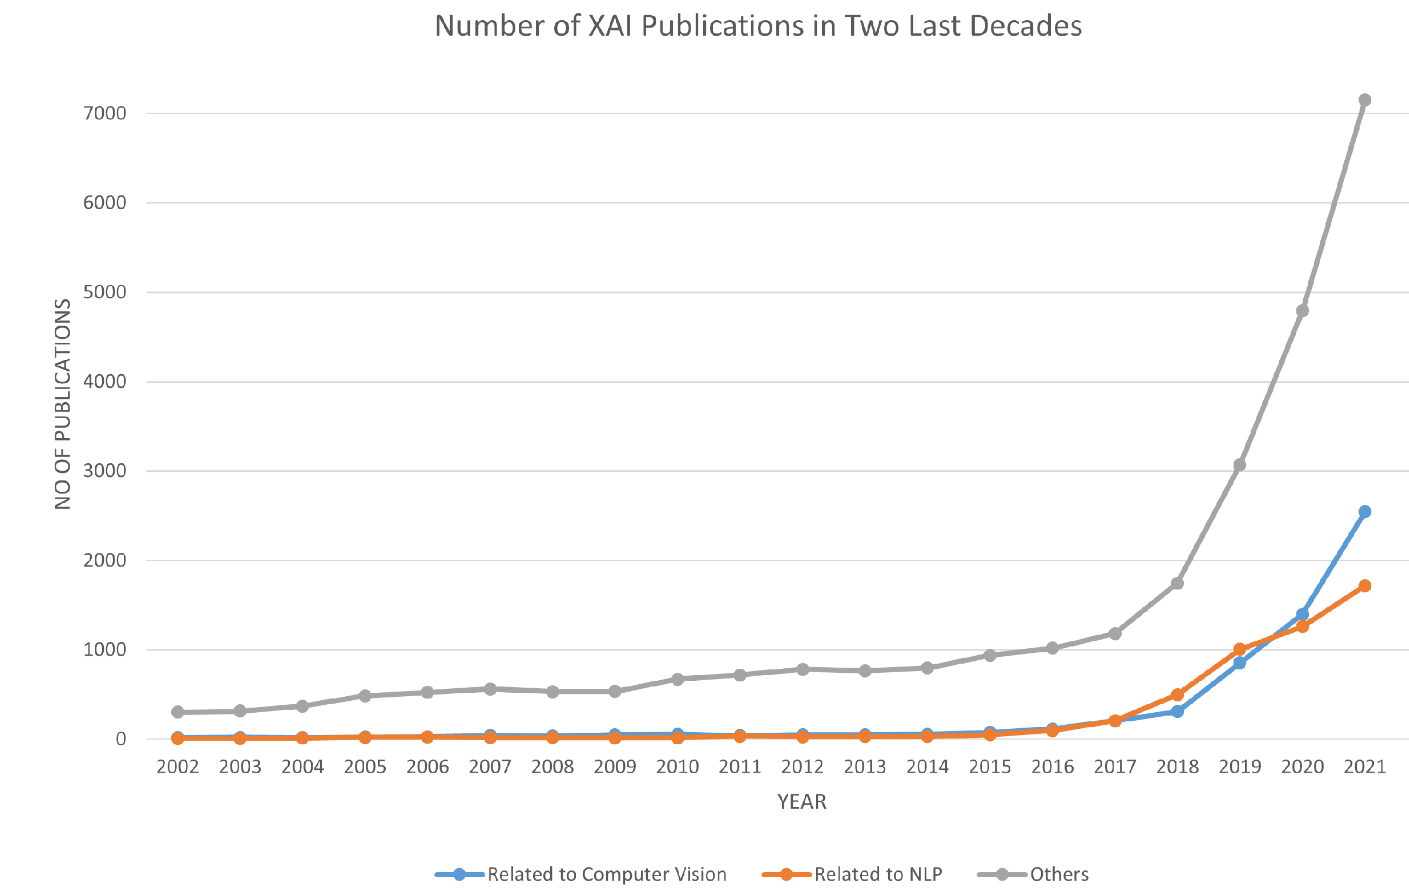 Number of XAI Publications in Two Last Decades
7000
6000
5000
4000
3000
2000
1000
0
NO OF PUBLICATIONS
2002 2003 2004 2005 2006 2007 2008 2009 2010 2011 2012 2013 2014 2015 2016 2017 2018 2019 2020 2021
YEAR
Related to Computer Vision Related to NLP Others